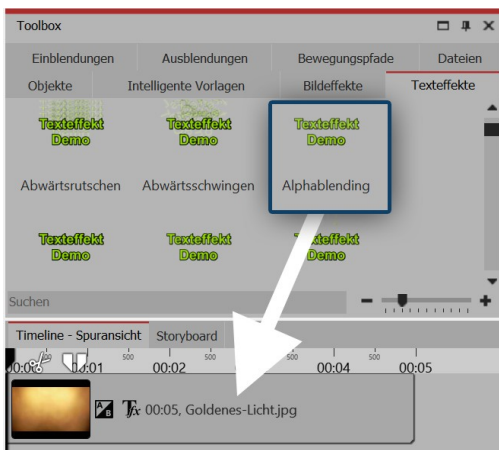 Toolbox
Einblendungen Ausblendungen Bewegungspfade Dateien
Objekte Intelligente Vorlagen Bildeffekte Texteffekte
Texteffekt Texteffekt Texteffekt
Demo Demo Demo
Abwärtsrutschen Abwärtsschwingen Alphablending
Texteffekt Texteffekt Texteffekt
Demo Demo Demo
Suchen
Timeline - Spuransicht Storyboard
500 500 500 500
00:01 00:02 00:04 00:05
A B Tfx 00:05, Goldenes-Licht.jpg